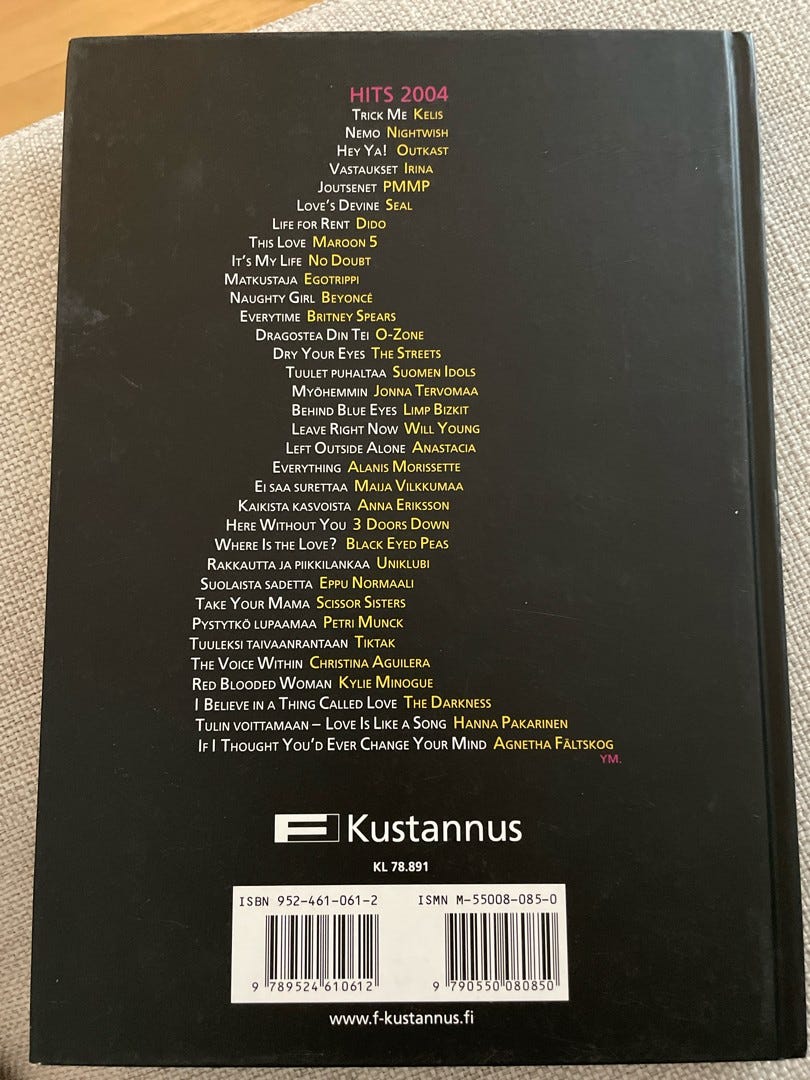 HITS 2004
Trick Me Kelis
Nemo Nightwish
Hey Ya! Outkast
Vastaukset Irina
Joutsenet PMMP
Love's Devine Seal
Life for Rent Dido
This Love Maroon 5
It's My Life No Doubt
Matkustaja Egotrippi
Naughty Girl Beyoncé
Everytime Britney Spears
Dragostea Din Tei O-Zone
Dry Your Eyes The Streets
Tuulet puhaltaa Suomen Idols
Myöhemmin Jonna Tervomaa
Behind Blue Eyes Limp Bizkit
Leave Right Now Will Young
Left Outside Alone Anastacia
Everything Alanis Morissette
Ei saa surettaa Maija Vilkkumaa
Kaikista kasvoista Anna Eriksson
Here Without You 3 Doors Down
Where Is the Love? Black Eyed Peas
Rakkautta ja piikkilankaa Uniklubi
Suolaista sadetta Eppu Normaali
Take Your Mama Scissor Sisters
Pystytkö lupaamaa Petri Munck
Tuuleksi taivaanrantaan Tiktak
The Voice Within Christina Aguilera
Red Blooded Woman Kylie Minogue
I Believe in a Thing Called Love The Darkness
Tulin voittamaan – Love Is Like a Song Hanna Pakarinen
If I Thought You'd Ever Change Your Mind Agnetha Fältskog
YM.
F Kustannus
KL 78.891
ISBN 952-461-061-2 ISMN M-55008-085-0
9 789524 610612 9 790550 080850
www.f-kustannus.fi